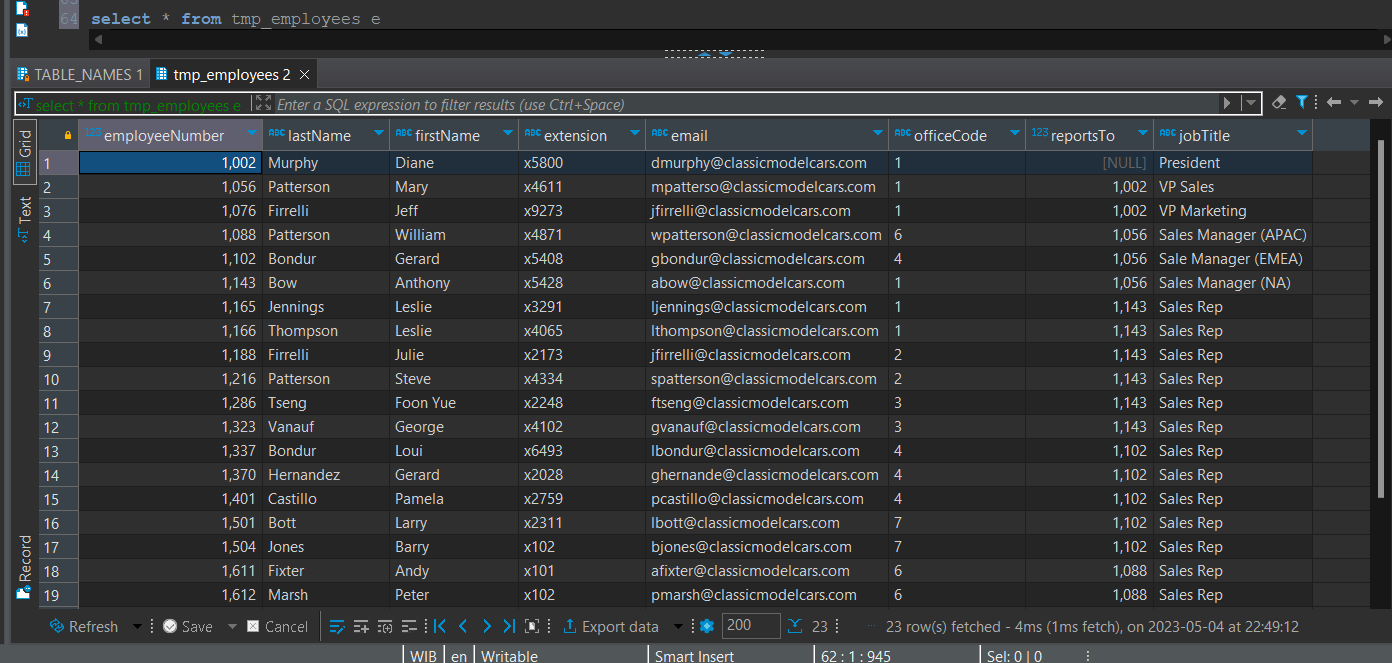 64 select * from tmp_employees e
TABLE_NAMES 1 tmp_employees 2
select * from tmp_employees e Enter a SQL expression to filter results (use Ctrl+Space)
Grid
Text
Record
123 employeeNumber ABC lastName ABC firstName ABC extension ABC email ABC officeCode 123 reportsTo ABC jobTitle
1 1,002 Murphy Diane x5800 dmurphy@classicmodelcars.com 1 [NULL] President
2 1,056 Patterson Mary x4611 mpatterso@classicmodelcars.com 1 1,002 VP Sales
3 1,076 Firrelli Jeff x9273 jfirrelli@classicmodelcars.com 1 1,002 VP Marketing
4 1,088 Patterson William x4871 wpatterson@classicmodelcars.com 6 1,056 Sales Manager (APAC)
5 1,102 Bondur Gerard x5408 gbondur@classicmodelcars.com 4 1,056 Sale Manager (EMEA)
6 1,143 Bow Anthony x5428 abow@classicmodelcars.com 1 1,056 Sales Manager (NA)
7 1,165 Jennings Leslie x3291 ljennings@classicmodelcars.com 1 1,143 Sales Rep
8 1,166 Thompson Leslie x4065 lthompson@classicmodelcars.com 1 1,143 Sales Rep
9 1,188 Firrelli Julie x2173 jfirrelli@classicmodelcars.com 2 1,143 Sales Rep
10 1,216 Patterson Steve x4334 spatterson@classicmodelcars.com 2 1,143 Sales Rep
11 1,286 Tseng Foon Yue x2248 ftseng@classicmodelcars.com 3 1,143 Sales Rep
12 1,323 Vanauf George x4102 gvanauf@classicmodelcars.com 3 1,143 Sales Rep
13 1,337 Bondur Loui x6493 lbondur@classicmodelcars.com 4 1,102 Sales Rep
14 1,370 Hernandez Gerard x2028 ghernande@classicmodelcars.com 4 1,102 Sales Rep
15 1,401 Castillo Pamela x2759 pcastillo@classicmodelcars.com 4 1,102 Sales Rep
16 1,501 Bott Larry x2311 lbott@classicmodelcars.com 7 1,102 Sales Rep
17 1,504 Jones Barry x102 bjones@classicmodelcars.com 7 1,102 Sales Rep
18 1,611 Fixter Andy x101 afixter@classicmodelcars.com 6 1,088 Sales Rep
19 1,612 Marsh Peter x102 pmarsh@classicmodelcars.com 6 1,088 Sales Rep
Refresh Save Cancel Export data 200 23 23 row(s) fetched - 4ms (1ms fetch), on 2023-05-04 at 22:49:12
WIB en Writable Smart Insert 62 : 1 : 945 Sel: 0 | 0